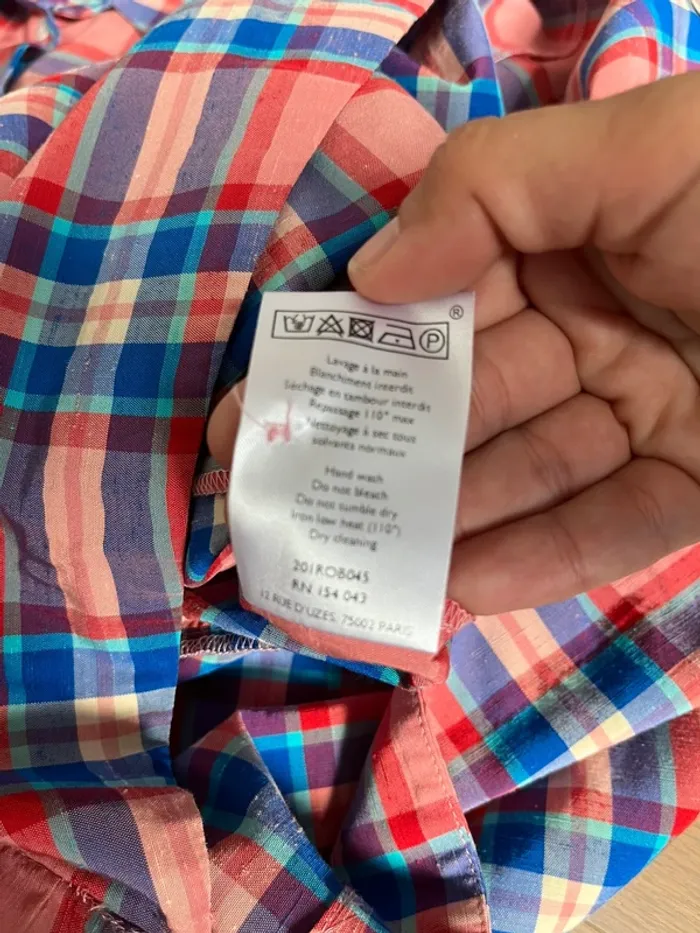 ®
P
Lavage à la main
Blanchiment interdit
Séchage en tambour interdit
Repassage 110° max
Nettoyage à sec tous
solvants normaux
Hand wash
Do not bleach
Do not tumble dry
Iron low heat (110°)
Dry cleaning
201ROB045
RN 154 043
12 RUE D'UZES, 75002 PARIS